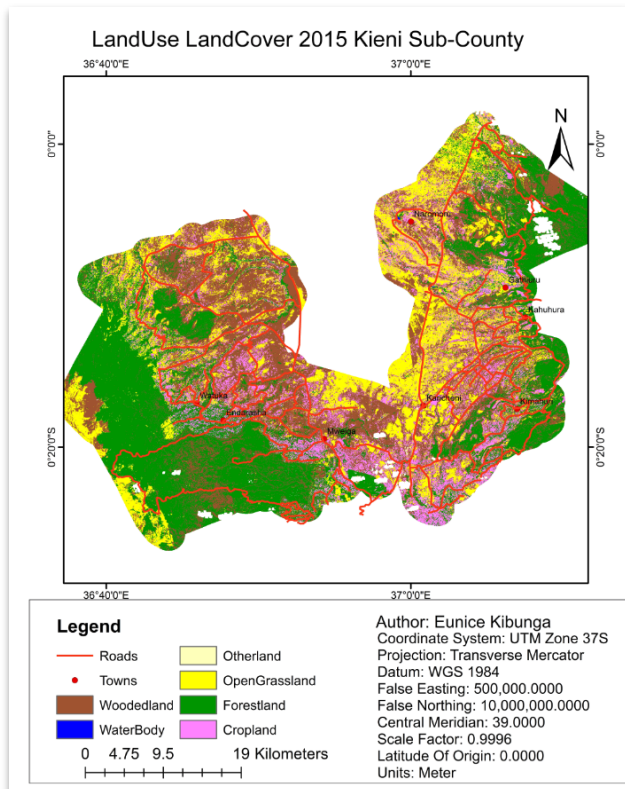 LandUse LandCover 2015 Kieni Sub-County
36°40'0"E
37°0'0"E
N
0°0'0"
0°0'0"
Naromoru
Gathiuru
Kahuhura
Watuka
Endarasha
Karicheni
Kimahuri
Mweiga
0°20'0"S
0°20'0"S
36°40'0"E
37°0'0"E
Legend
Roads
Towns
Woodedland
WaterBody
Otherland
OpenGrassland
Forestland
Cropland
0 4.75 9.5 19 Kilometers
Author: Eunice Kibunga
Coordinate System: UTM Zone 37S
Projection: Transverse Mercator
Datum: WGS 1984
False Easting: 500,000.0000
False Northing: 10,000,000.0000
Central Meridian: 39.0000
Scale Factor: 0.9996
Latitude Of Origin: 0.0000
Units: Meter